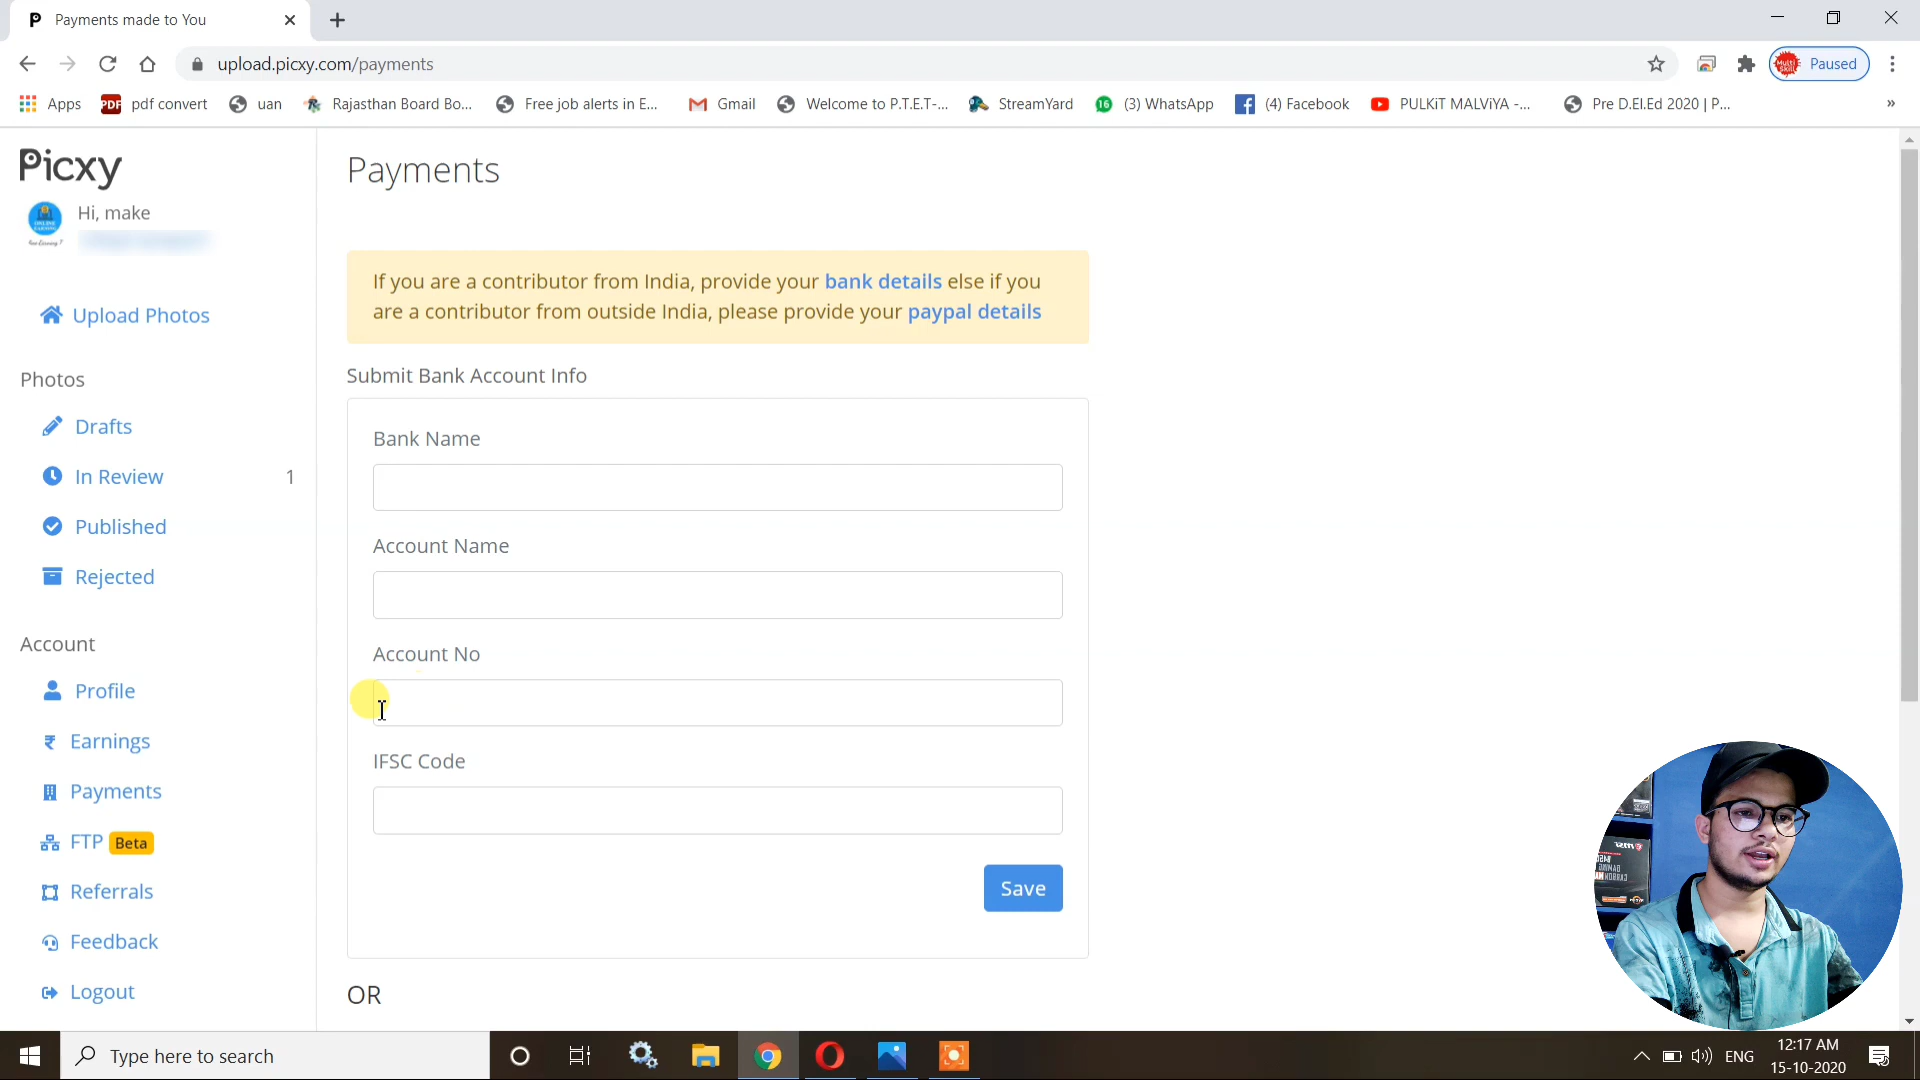 Payments made to You
upload.picxy.com/payments
Paused
Apps
PDF pdf convert
uan
Rajasthan Board Bo...
Free job alerts in E...
Gmail
Welcome to P.T.E.T-...
StreamYard
16 (3) WhatsApp
(4) Facebook
PULKiT MALViYA -...
Pre D.El.Ed 2020 | P...
»
Picxy
Hi, make
Upload Photos
Photos
Drafts
In Review 1
Published
Rejected
Account
Profile
₹ Earnings
Payments
FTP Beta
Referrals
Feedback
Logout
Payments
If you are a contributor from India, provide your bank details else if you
are a contributor from outside India, please provide your paypal details
Submit Bank Account Info
Bank Name
Account Name
Account No
IFSC Code
Save
OR
Type here to search
ENG
12:17 AM
15-10-2020